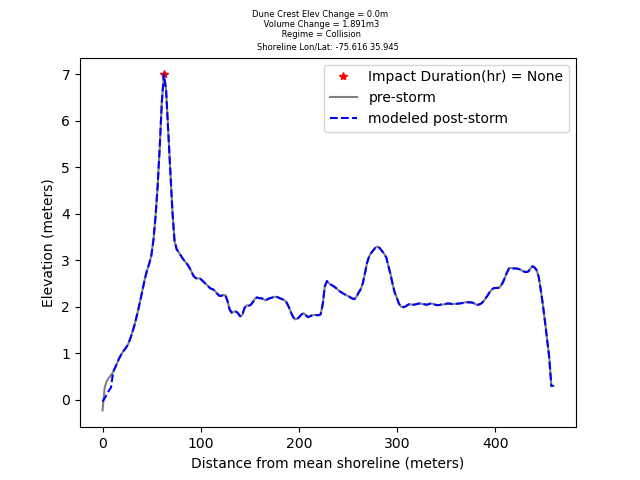 Dune Crest Elev Change = 0.0m
Volume Change = 1.891m3
Regime = Collision
Shoreline Lon/Lat: -75.616 35.945
Impact Duration(hr) = None
pre-storm
modeled post-storm
Elevation (meters)
7
6
5
4
3
2
1
0
0 100 200 300 400
Distance from mean shoreline (meters)